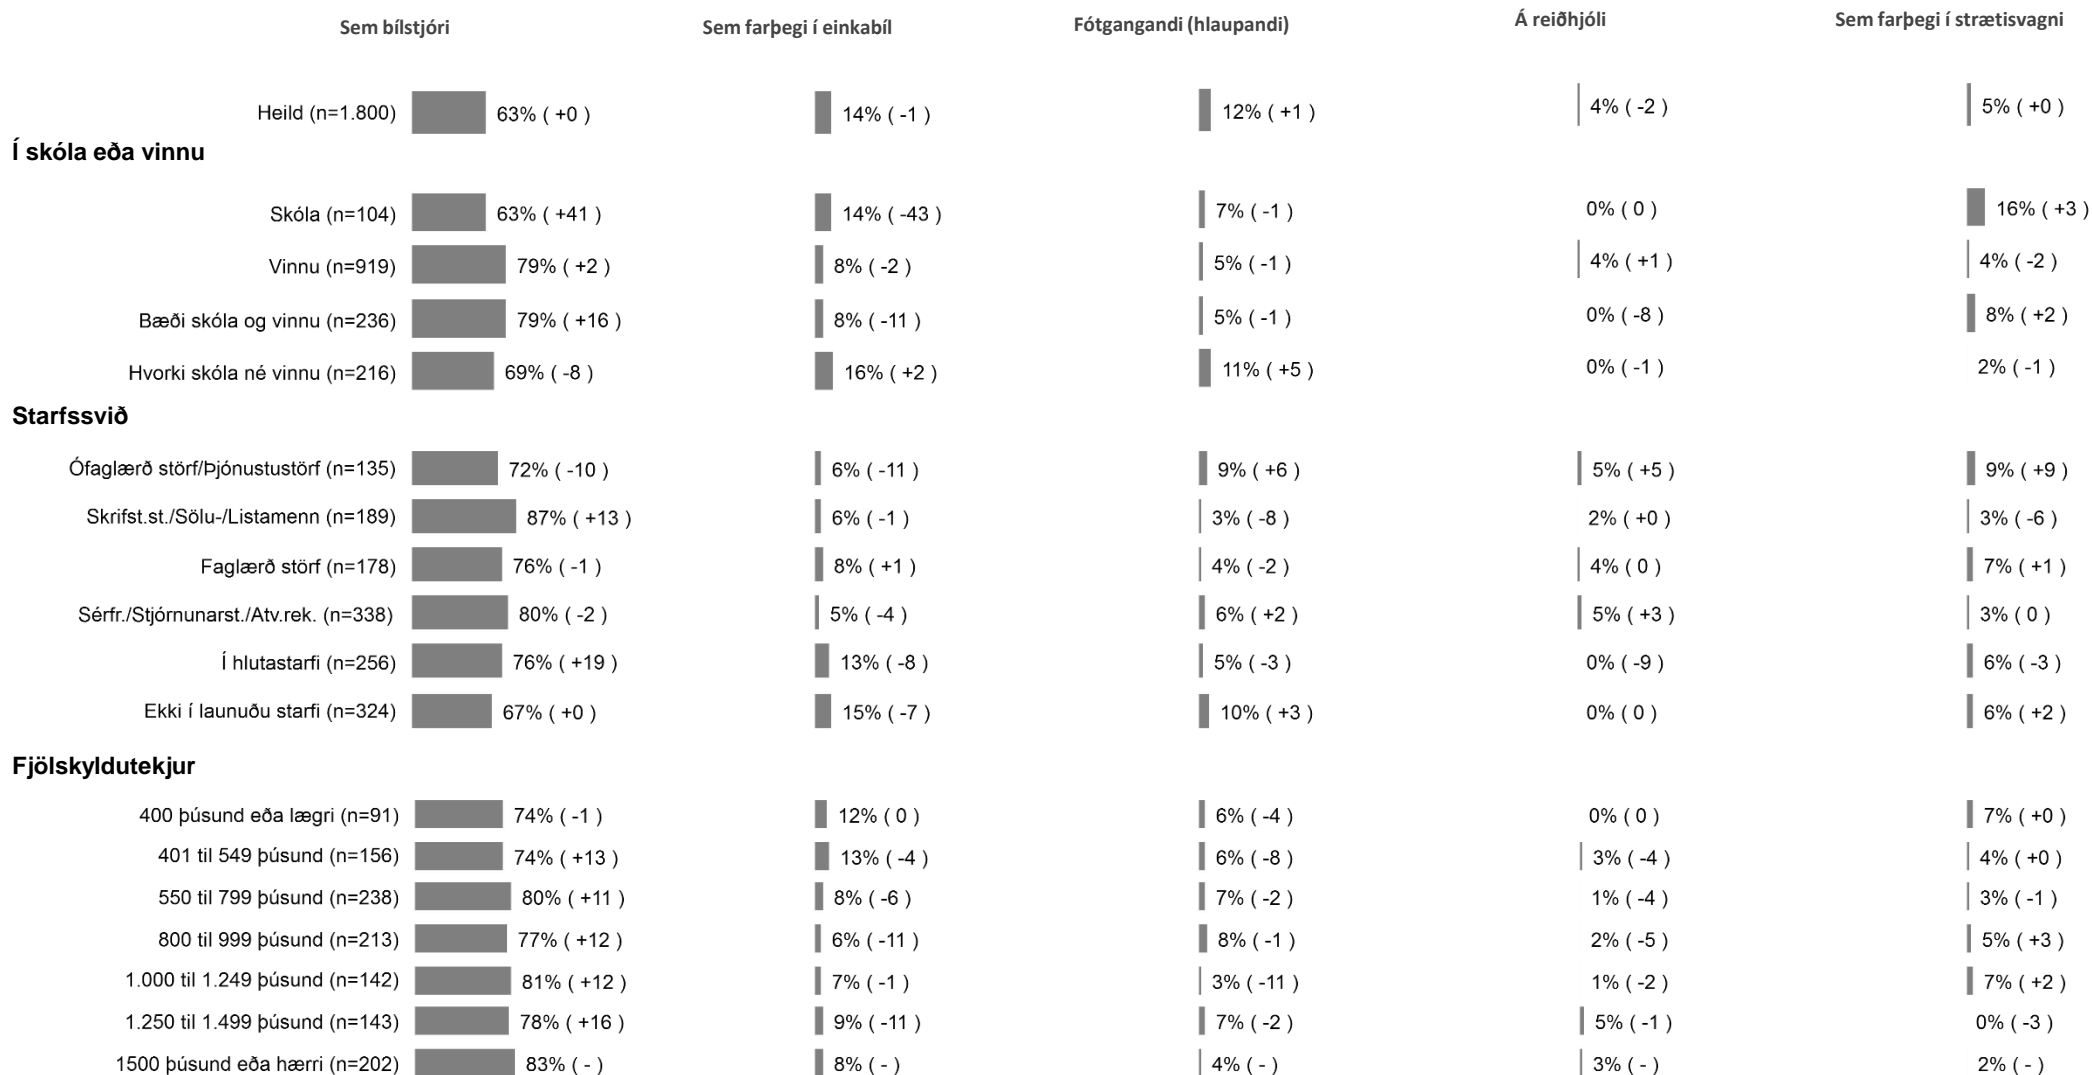 Sem bílstjóri Sem farþegi í einkabíl Fótgangandi (hlaupandi) Á reiðhjóli Sem farþegi í strætisvagni
Heild (n=1.800) 63% ( +0 ) 14% ( -1 ) 12% ( +1 ) 4% ( -2 ) 5% ( +0 )
Í skóla eða vinnu
Skóla (n=104) 63% ( +41 ) 14% ( -43 ) 7% ( -1 ) 0% ( 0 ) 16% ( +3 )
Vinnu (n=919) 79% ( +2 ) 8% ( -2 ) 5% ( -1 ) 4% ( +1 ) 4% ( -2 )
Bæði skóla og vinnu (n=236) 79% ( +16 ) 8% ( -11 ) 5% ( -1 ) 0% ( -8 ) 8% ( +2 )
Hvorki skóla né vinnu (n=216) 69% ( -8 ) 16% ( +2 ) 11% ( +5 ) 0% ( -1 ) 2% ( -1 )
Starfssvið
Ófaglærð störf/Þjónustustörf (n=135) 72% ( -10 ) 6% ( -11 ) 9% ( +6 ) 5% ( +5 ) 9% ( +9 )
Skrifst.st./Sölu-/Listamenn (n=189) 87% ( +13 ) 6% ( -1 ) 3% ( -8 ) 2% ( +0 ) 3% ( -6 )
Faglærð störf (n=178) 76% ( -1 ) 8% ( +1 ) 4% ( -2 ) 4% ( 0 ) 7% ( +1 )
Sérfr./Stjórnunarst./Atv.rek. (n=338) 80% ( -2 ) 5% ( -4 ) 6% ( +2 ) 5% ( +3 ) 3% ( 0 )
Í hlutastarfi (n=256) 76% ( +19 ) 13% ( -8 ) 5% ( -3 ) 0% ( -9 ) 6% ( -3 )
Ekki í launuðu starfi (n=324) 67% ( +0 ) 15% ( -7 ) 10% ( +3 ) 0% ( 0 ) 6% ( +2 )
Fjölskyldutekjur
400 þúsund eða lægri (n=91) 74% ( -1 ) 12% ( 0 ) 6% ( -4 ) 0% ( 0 ) 7% ( +0 )
401 til 549 þúsund (n=156) 74% ( +13 ) 13% ( -4 ) 6% ( -8 ) 3% ( -4 ) 4% ( +0 )
550 til 799 þúsund (n=238) 80% ( +11 ) 8% ( -6 ) 7% ( -2 ) 1% ( -4 ) 3% ( -1 )
800 til 999 þúsund (n=213) 77% ( +12 ) 6% ( -11 ) 8% ( -1 ) 2% ( -5 ) 5% ( +3 )
1.000 til 1.249 þúsund (n=142) 81% ( +12 ) 7% ( -1 ) 3% ( -11 ) 1% ( -2 ) 7% ( +2 )
1.250 til 1.499 þúsund (n=143) 78% ( +16 ) 9% ( -11 ) 7% ( -2 ) 5% ( -1 ) 0% ( -3 )
1500 þúsund eða hærri (n=202) 83% ( - ) 8% ( - ) 4% ( - ) 3% ( - ) 2% ( - )